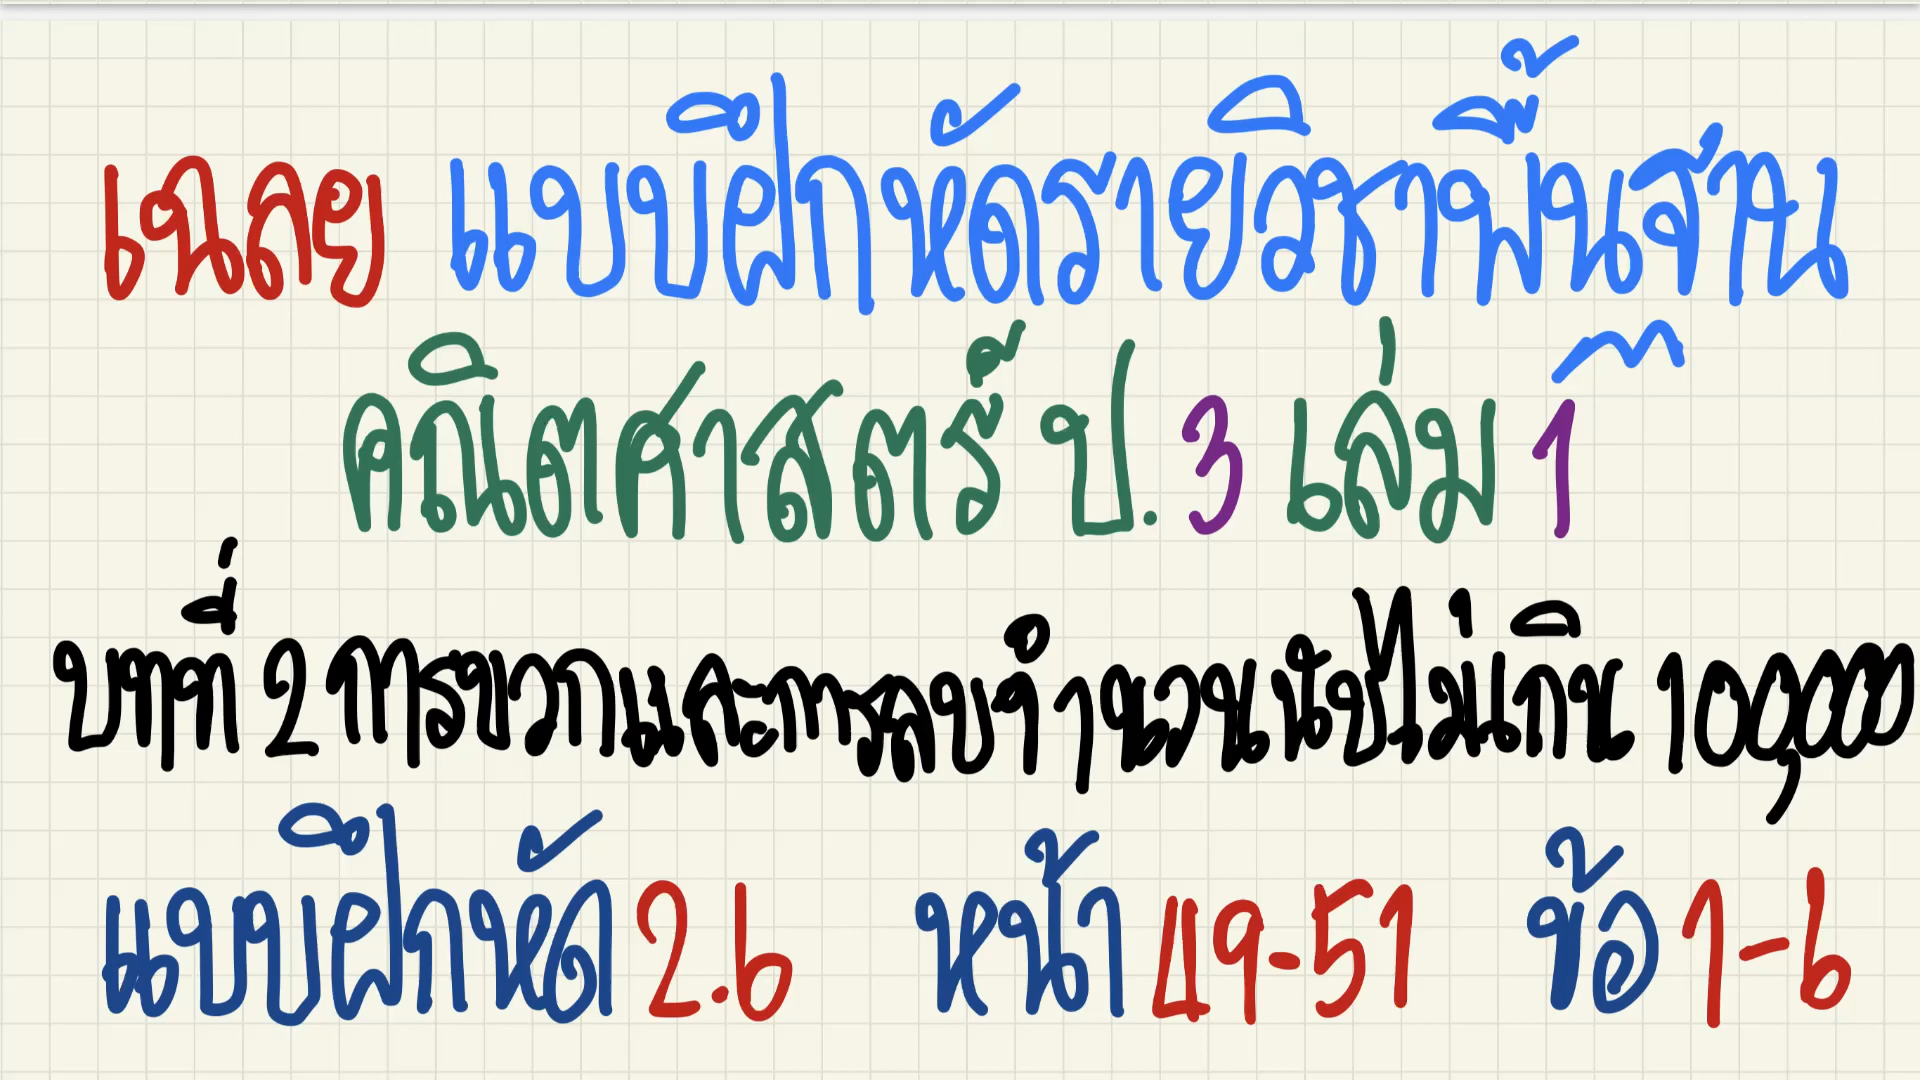 เฉลย แบบฝึกหัดรายวิชาพื้นฐาน
คณิตศาสตร์ ป.3 เล่ม 1
บทที่ 2 การบวกและการลบจำนวนนับไม่เกิน 100,000
แบบฝึกหัด 2.6 หน้า 49-51 ข้อ 1-6